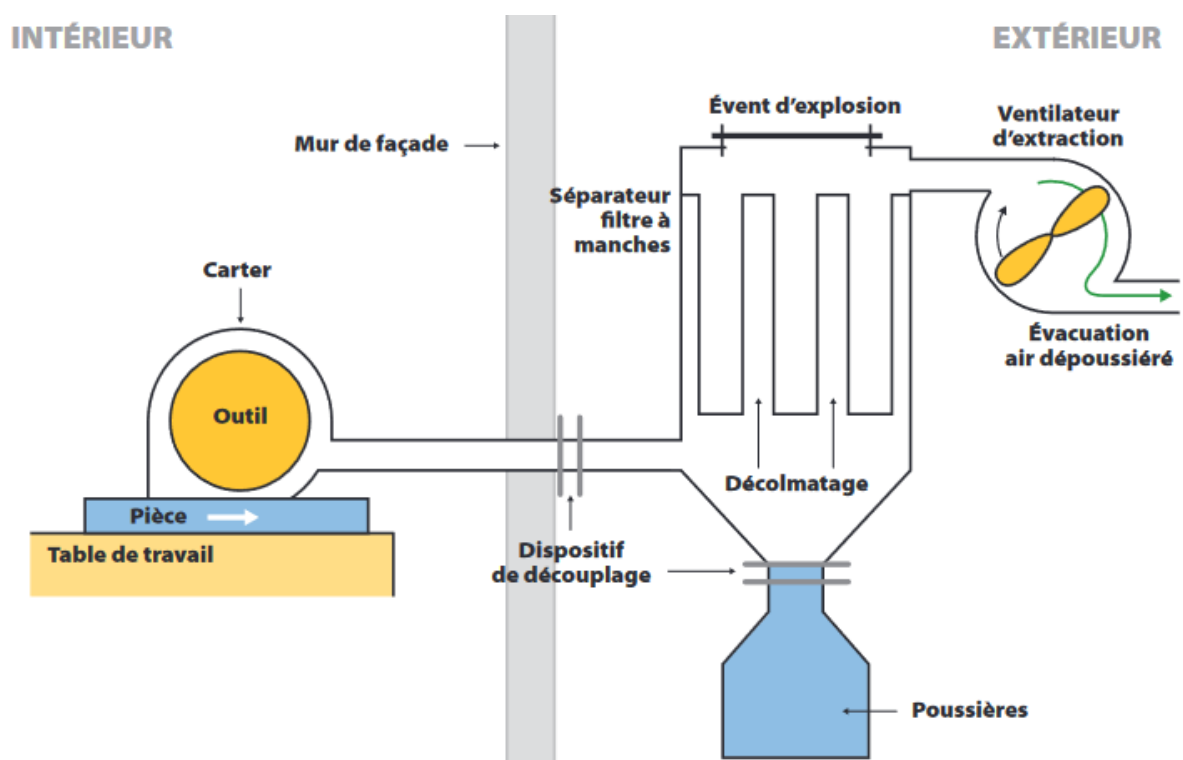 INTÉRIEUR
EXTÉRIEUR
Évent d'explosion
Ventilateur
d'extraction
Mur de façade
Séparateur
filtre à
manches
Carter
Évacuation
air dépoussiéré
Outil
Décolmatage
Pièce
Table de travail
Dispositif
de découplage
Poussières